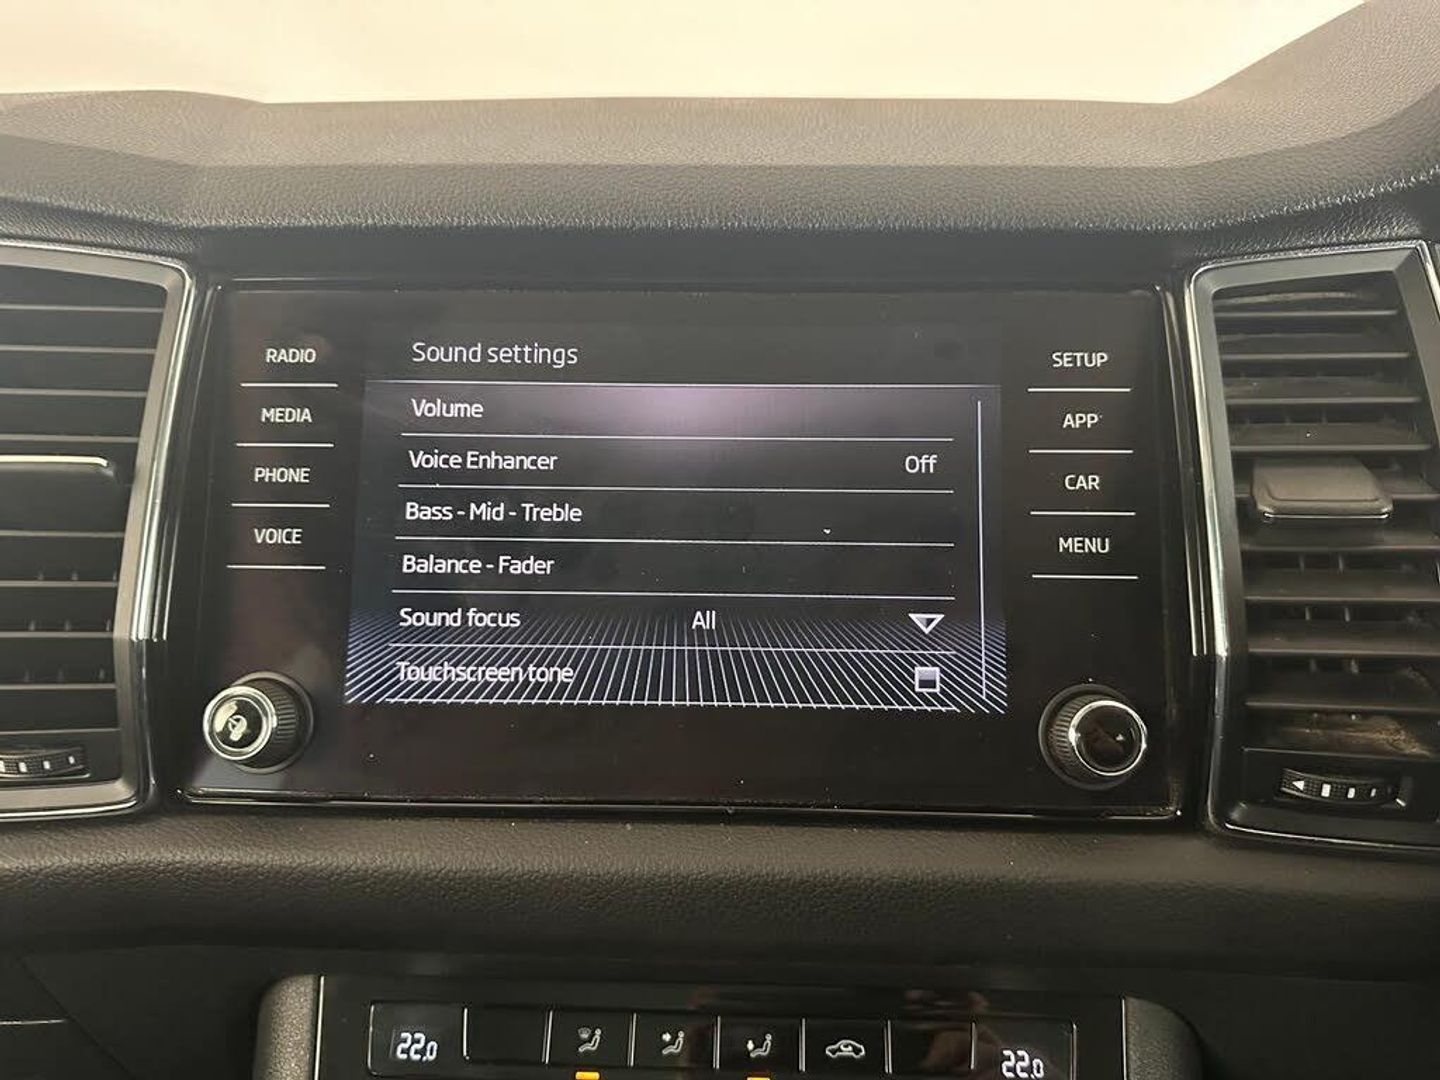 Sound settings
RADIO
MEDIA
PHONE
VOICE
Volume
Voice Enhancer Off
Bass - Mid - Treble
Balance - Fader
Sound focus All
Touchscreen tone
SETUP
APP
CAR
MENU
22.0
22.0